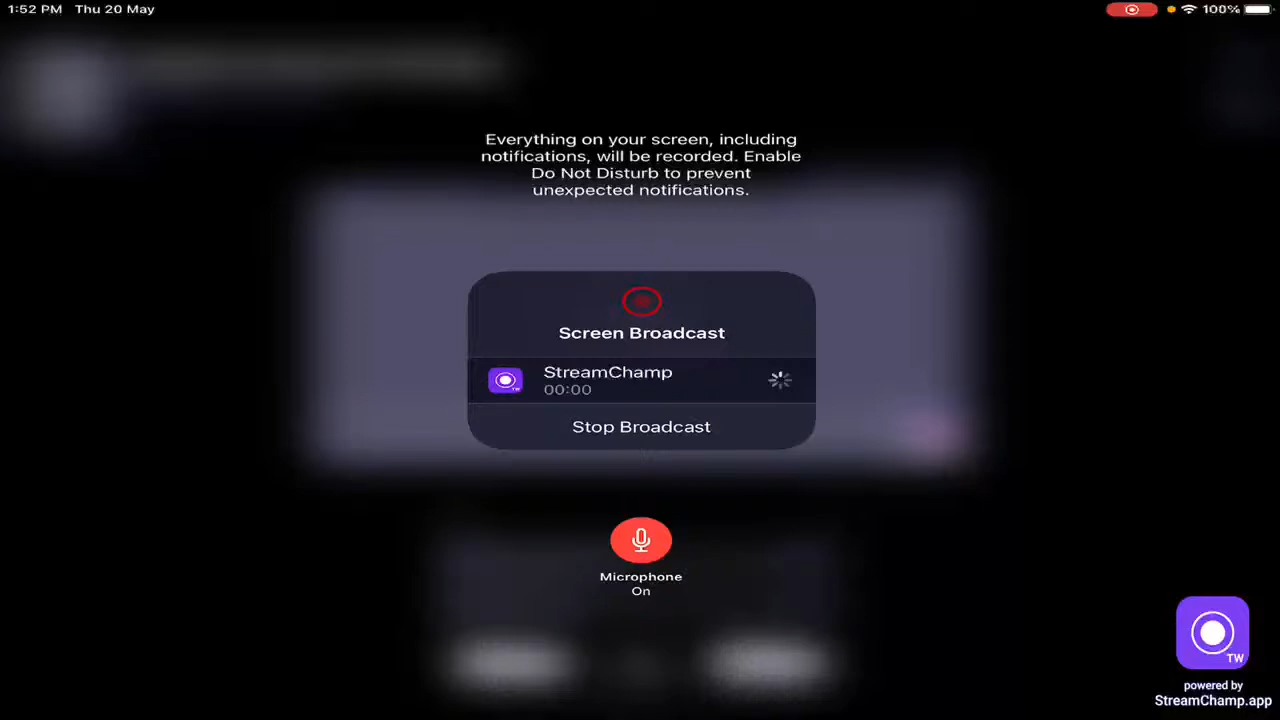 1:52 PM Thu 20 May
100%
Everything on your screen, including
notifications, will be recorded. Enable
Do Not Disturb to prevent
unexpected notifications.
Screen Broadcast
StreamChamp
00:00
TW
Stop Broadcast
Microphone
On
TW
powered by
StreamChamp.app